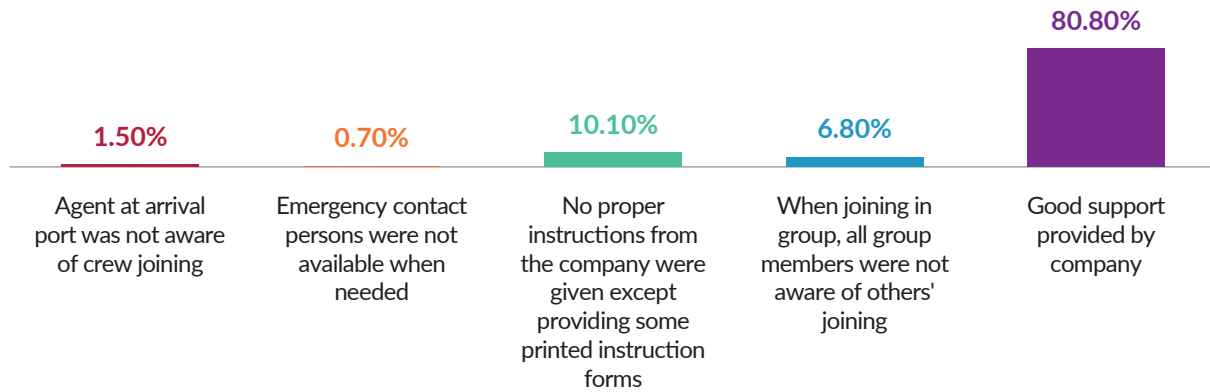 1.50%
Agent at arrival
port was not aware
of crew joining
0.70%
Emergency contact
persons were not
available when
needed
10.10%
No proper
instructions from
the company were
given except
providing some
printed instruction
forms
6.80%
When joining in
group, all group
members were not
aware of others'
joining
80.80%
Good support
provided by
company